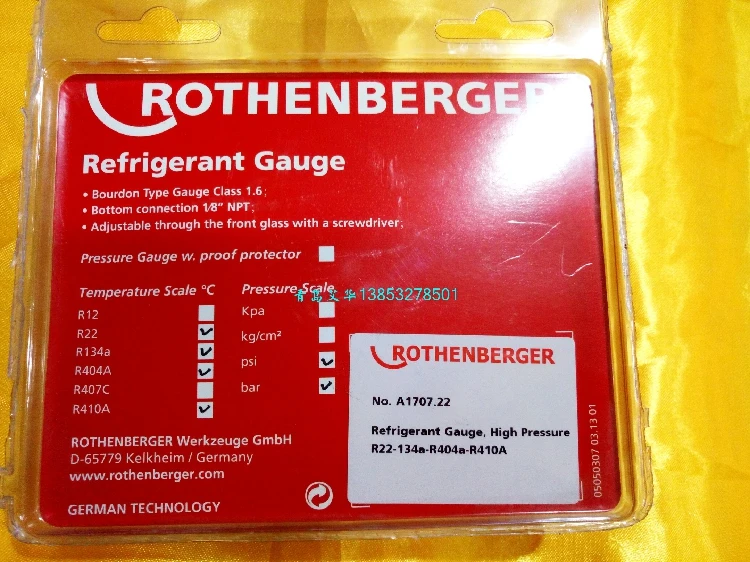 ROTHENBERGER
Refrigerant Gauge
• Bourdon Type Gauge Class 1.6;
• Bottom connection 1/8" NPT;
• Adjustable through the front glass with a screwdriver;
Pressure Gauge w. proof protector
Temperature Scale °C
R12
R22
R134a
R404A
R407C
R410A
Pressure Scale
Kpa
kg/cm²
psi
bar
青岛文华13853278501
ROTHENBERGER
No. A1707.22
Refrigerant Gauge, High Pressure
R22-134a-R404a-R410A
ROTHENBERGER Werkzeuge GmbH
D-65779 Kelkheim / Germany
www.rothenberger.com
GERMAN TECHNOLOGY
05050307 03.13 01